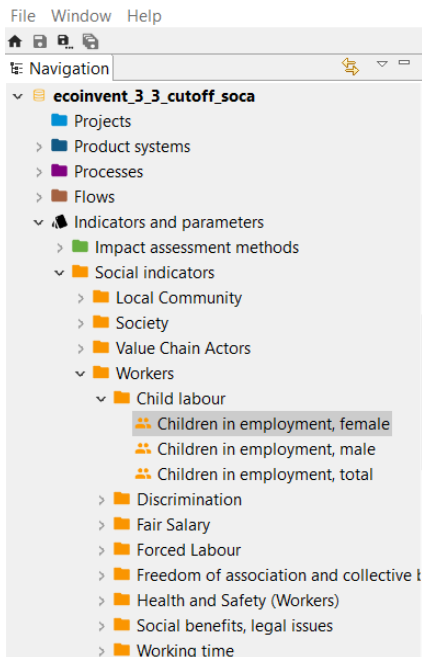 File Window Help
Navigation
ecoinvent_3_3_cutoff_soca
Projects
Product systems
Processes
Flows
Indicators and parameters
Impact assessment methods
Social indicators
Local Community
Society
Value Chain Actors
Workers
Child labour
Children in employment, female
Children in employment, male
Children in employment, total
Discrimination
Fair Salary
Forced Labour
Freedom of association and collective
Health and Safety (Workers)
Social benefits, legal issues
Working time